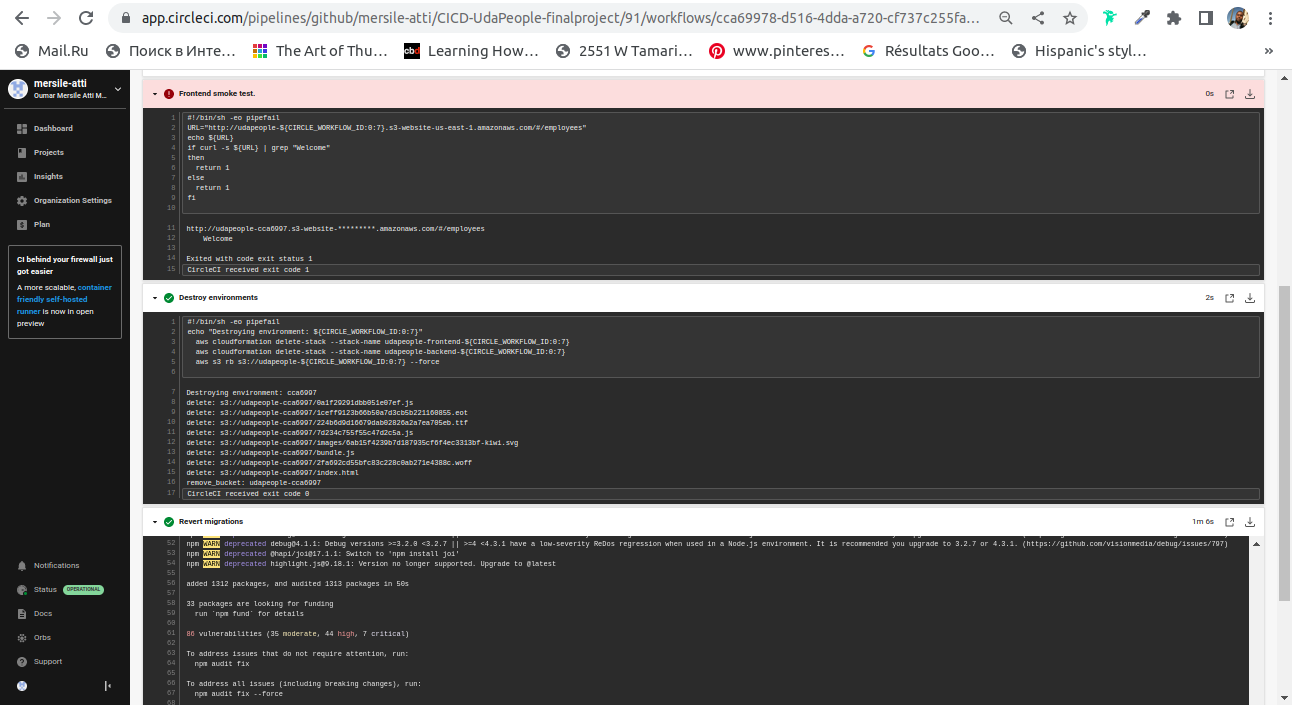 app.circleci.com/pipelines/github/mersile-atti/CICD-UdaPeople-finalproject/91/workflows/cca69978-d516-4dda-a720-cf737c255fa...
Mail.Ru
Поиск в Инте...
The Art of Thu...
cbd
Learning How...
2551 W Tamari...
www.pinteres...
Résultats Goo...
Hispanic's styl...
»
mersile-atti
Oumar Mersile Atti M...
Dashboard
Projects
Insights
Organization Settings
Plan
CI behind your firewall just
got easier
A more scalable, container
friendly self-hosted
runner is now in open
preview
Notifications
Status OPERATIONAL
Docs
Orbs
Support
Frontend smoke test.
0s
1 #!/bin/sh -eo pipefail
2 URL="http://udapeople-${CIRCLE_WORKFLOW_ID:0:7}.s3-website-us-east-1.amazonaws.com/#/employees"
3 echo ${URL}
4 if curl -s ${URL} | grep "Welcome"
5 then
6 return 1
7 else
8 return 1
9 fi
10
11 http://udapeople-cca6997.s3-website-*********.amazonaws.com/#/employees
12 Welcome
13
14 Exited with code exit status 1
15 CircleCI received exit code 1
Destroy environments
2s
1 #!/bin/sh -eo pipefail
2 echo "Destroying environment: ${CIRCLE_WORKFLOW_ID:0:7}"
3 aws cloudformation delete-stack --stack-name udapeople-frontend-${CIRCLE_WORKFLOW_ID:0:7}
4 aws cloudformation delete-stack --stack-name udapeople-backend-${CIRCLE_WORKFLOW_ID:0:7}
5 aws s3 rb s3://udapeople-${CIRCLE_WORKFLOW_ID:0:7} --force
6
7 Destroying environment: cca6997
8 delete: s3://udapeople-cca6997/0a1f29291dbb051e07ef.js
9 delete: s3://udapeople-cca6997/1ceff9123b66b50a7d3cb5b221160855.eot
10 delete: s3://udapeople-cca6997/224b6d9d16679dab02826a2a7ea705eb.ttf
11 delete: s3://udapeople-cca6997/7d234c755f55c47d2c5a.js
12 delete: s3://udapeople-cca6997/images/6ab15f4239b7d187935cf6f4ec3313bf-kiwi.svg
13 delete: s3://udapeople-cca6997/bundle.js
14 delete: s3://udapeople-cca6997/2fa692cd55bfc83c228c0ab271e4388c.woff
15 delete: s3://udapeople-cca6997/index.html
16 remove_bucket: udapeople-cca6997
17 CircleCI received exit code 0
Revert migrations
1m 6s
52 npm WARN deprecated debug@4.1.1: Debug versions >=3.2.0 <3.2.7 || >=4 <4.3.1 have a low-severity ReDos regression when used in a Node.js environment. It is recommended you upgrade to 3.2.7 or 4.3.1. (https://github.com/visionmedia/debug/issues/797)
53 npm WARN deprecated @hapi/joi@17.1.1: Switch to 'npm install joi'
54 npm WARN deprecated highlight.js@9.18.1: Version no longer supported. Upgrade to @latest
55
56 added 1312 packages, and audited 1313 packages in 50s
57
58 33 packages are looking for funding
59 run `npm fund` for details
60
61 86 vulnerabilities (35 moderate, 44 high, 7 critical)
62
63 To address issues that do not require attention, run:
64 npm audit fix
65
66 To address all issues (including breaking changes), run:
67 npm audit fix --force
68